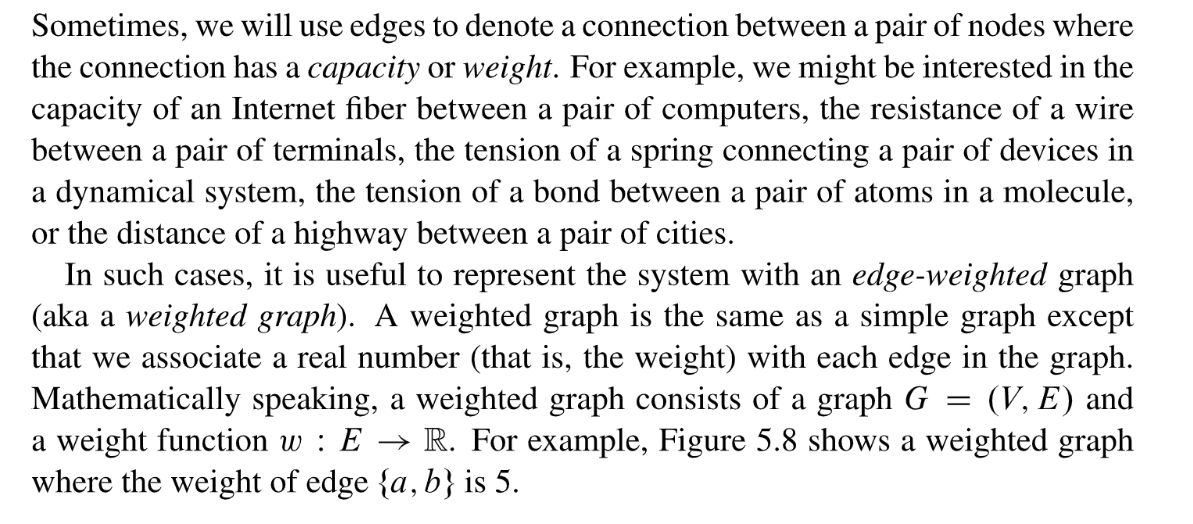 Sometimes, we will use edges to denote a connection between a pair of nodes where
the connection has a capacity or weight. For example, we might be interested in the
capacity of an Internet fiber between a pair of computers, the resistance of a wire
between a pair of terminals, the tension of a spring connecting a pair of devices in
a dynamical system, the tension of a bond between a pair of atoms in a molecule,
or the distance of a highway between a pair of cities.
In such cases, it is useful to represent the system with an edge-weighted graph
(aka a weighted graph). A weighted graph is the same as a simple graph except
that we associate a real number (that is, the weight) with each edge in the graph.
Mathematically speaking, a weighted graph consists of a graph G = (V, E) and
a weight function w : E → ℝ. For example, Figure 5.8 shows a weighted graph
where the weight of edge {a, b} is 5.